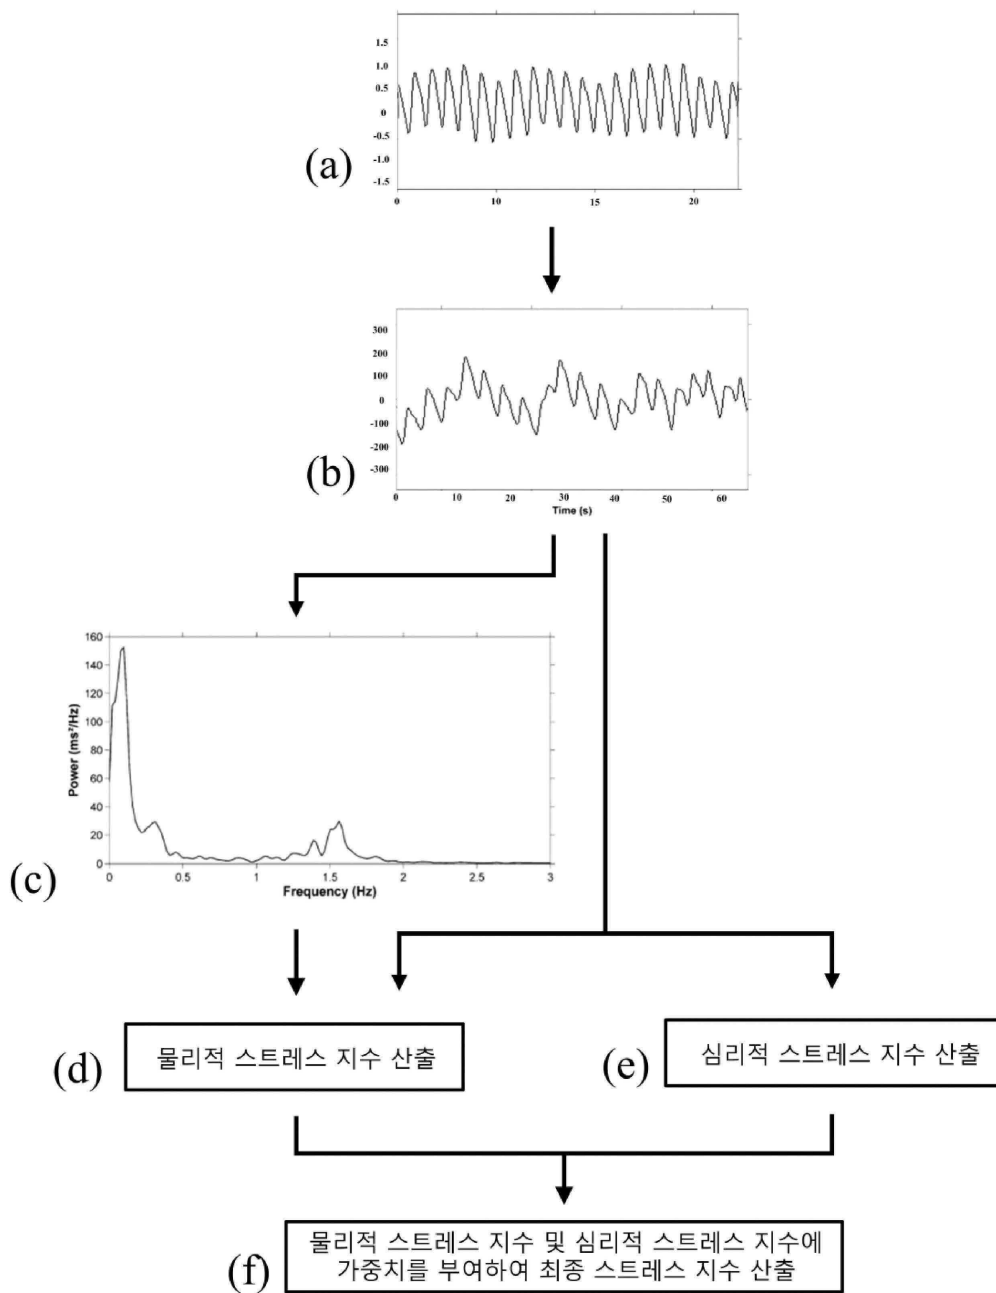 1.5
1.0
0.5
0
-0.5
-1.0
-1.5
0 10 15 20
(a)
300
200
100
0
-100
-200
-300
0 10 20 30 40 50 60
Time (s)
(b)
160
140
120
100
80
60
40
20
0
Power (ms²/Hz)
0 0.5 1 1.5 2 2.5 3
Frequency (Hz)
(c)
(d) 물리적 스트레스 지수 산출
(e) 심리적 스트레스 지수 산출
(f) 물리적 스트레스 지수 및 심리적 스트레스 지수에
가중치를 부여하여 최종 스트레스 지수 산출